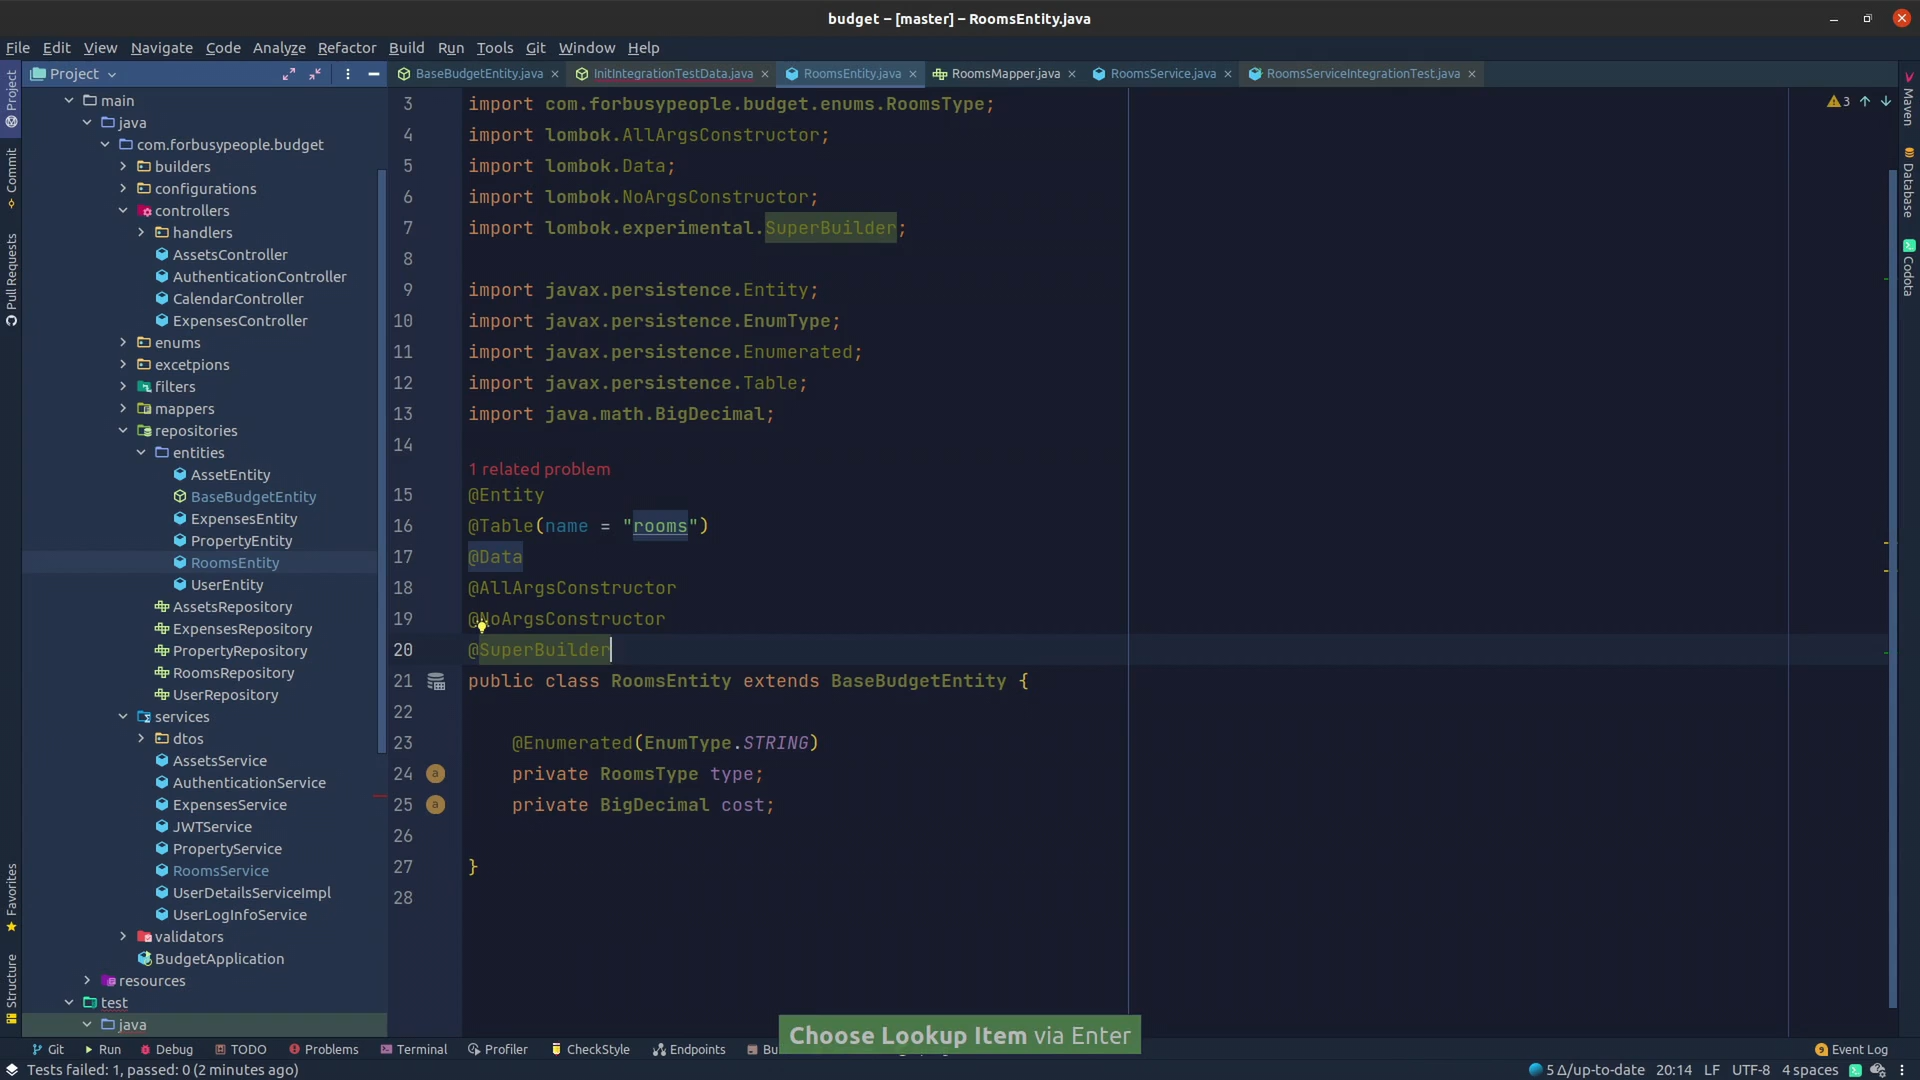 budget – [master] – RoomsEntity.java
File Edit View Navigate Code Analyze Refactor Build Run Tools Git Window Help
Project
BaseBudgetEntity.java
InitIntegrationTestData.java
RoomsEntity.java
RoomsMapper.java
RoomsService.java
RoomsServiceIntegrationTest.java
Project
Commit
Pull Requests
Favorites
Structure
main
java
com.forbusypeople.budget
builders
configurations
controllers
handlers
AssetsController
AuthenticationController
CalendarController
ExpensesController
enums
excetpions
filters
mappers
repositories
entities
AssetEntity
BaseBudgetEntity
ExpensesEntity
PropertyEntity
RoomsEntity
UserEntity
AssetsRepository
ExpensesRepository
PropertyRepository
RoomsRepository
UserRepository
services
dtos
AssetsService
AuthenticationService
ExpensesService
JWTService
PropertyService
RoomsService
UserDetailsServiceImpl
UserLogInfoService
validators
BudgetApplication
resources
test
java
3 import com.forbusypeople.budget.enums.RoomsType;
4 import lombok.AllArgsConstructor;
5 import lombok.Data;
6 import lombok.NoArgsConstructor;
7 import lombok.experimental.SuperBuilder;
8
9 import javax.persistence.Entity;
10 import javax.persistence.EnumType;
11 import javax.persistence.Enumerated;
12 import javax.persistence.Table;
13 import java.math.BigDecimal;
14
1 related problem
15 @Entity
16 @Table(name = "rooms")
17 @Data
18 @AllArgsConstructor
19 @NoArgsConstructor
20 @SuperBuilder
21 public class RoomsEntity extends BaseBudgetEntity {
22
23 @Enumerated(EnumType.STRING)
24 private RoomsType type;
25 private BigDecimal cost;
26
27 }
28
3
Maven
Database
Codota
Choose Lookup Item via Enter
Git Run Debug TODO Problems Terminal Profiler CheckStyle Endpoints Bu
Event Log
Tests failed: 1, passed: 0 (2 minutes ago)
5 Δ/up-to-date 20:14 LF UTF-8 4 spaces